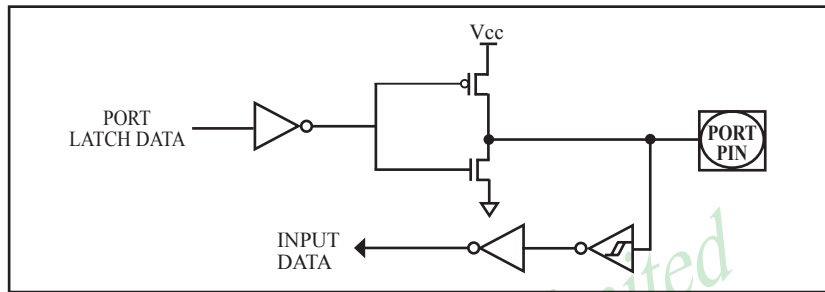 Vcc
PORT
LATCH DATA
PORT
PIN
INPUT
DATA